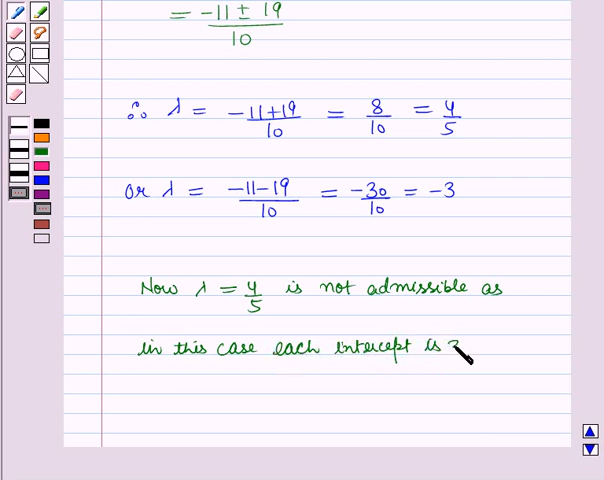 = (-11 ± 19)/10
∴ λ = (-11+19)/10 = 8/10 = 4/5
or λ = (-11-19)/10 = -30/10 = -3
Now λ = 4/5 is not admissible as
in this case each intercept is